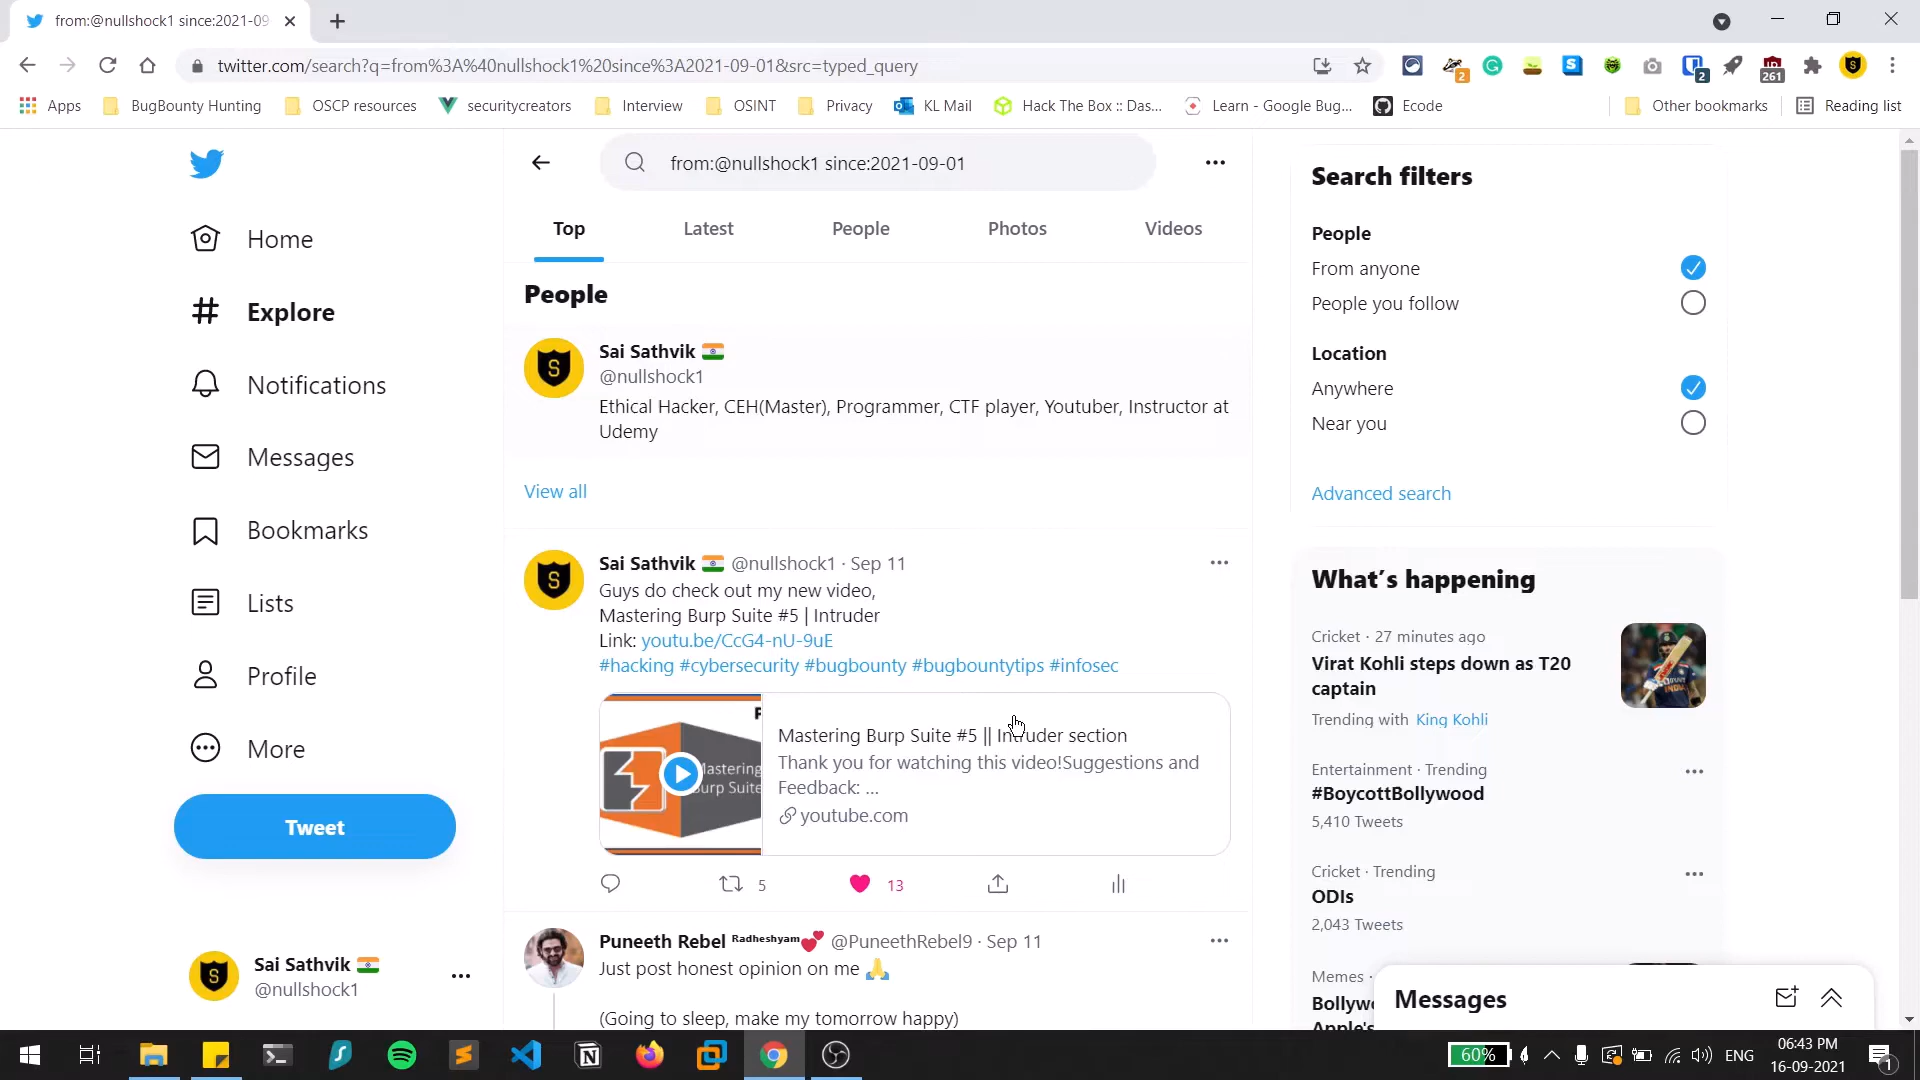 from:@nullshock1 since:2021-09
twitter.com/search?q=from%3A%40nullshock1%20since%3A2021-09-01&src=typed_query
2
2
261
Apps
BugBounty Hunting
OSCP resources
securitycreators
Interview
OSINT
Privacy
KL Mail
Hack The Box :: Das...
Learn - Google Bug...
Ecode
Other bookmarks
Reading list
from:@nullshock1 since:2021-09-01
Top
Latest
People
Photos
Videos
Home
Explore
Notifications
Messages
Bookmarks
Lists
Profile
More
Tweet
Sai Sathvik
@nullshock1
People
Sai Sathvik
@nullshock1
Ethical Hacker, CEH(Master), Programmer, CTF player, Youtuber, Instructor at
Udemy
View all
Sai Sathvik @nullshock1 · Sep 11
Guys do check out my new video,
Mastering Burp Suite #5 | Intruder
Link: youtu.be/CcG4-nU-9uE
#hacking #cybersecurity #bugbounty #bugbountytips #infosec
Mastering
Burp Suite
Mastering Burp Suite #5 || Intruder section
Thank you for watching this video!Suggestions and
Feedback: ...
youtube.com
5
13
Puneeth Rebel Radheshyam @PuneethRebel9 · Sep 11
Just post honest opinion on me
(Going to sleep, make my tomorrow happy)
Search filters
People
From anyone
People you follow
Location
Anywhere
Near you
Advanced search
What's happening
Cricket · 27 minutes ago
Virat Kohli steps down as T20
captain
Trending with King Kohli
Entertainment · Trending
#BoycottBollywood
5,410 Tweets
Cricket · Trending
ODIs
2,043 Tweets
Memes ·
Apple's
Messages
60%
ENG
06:43 PM
16-09-2021
1